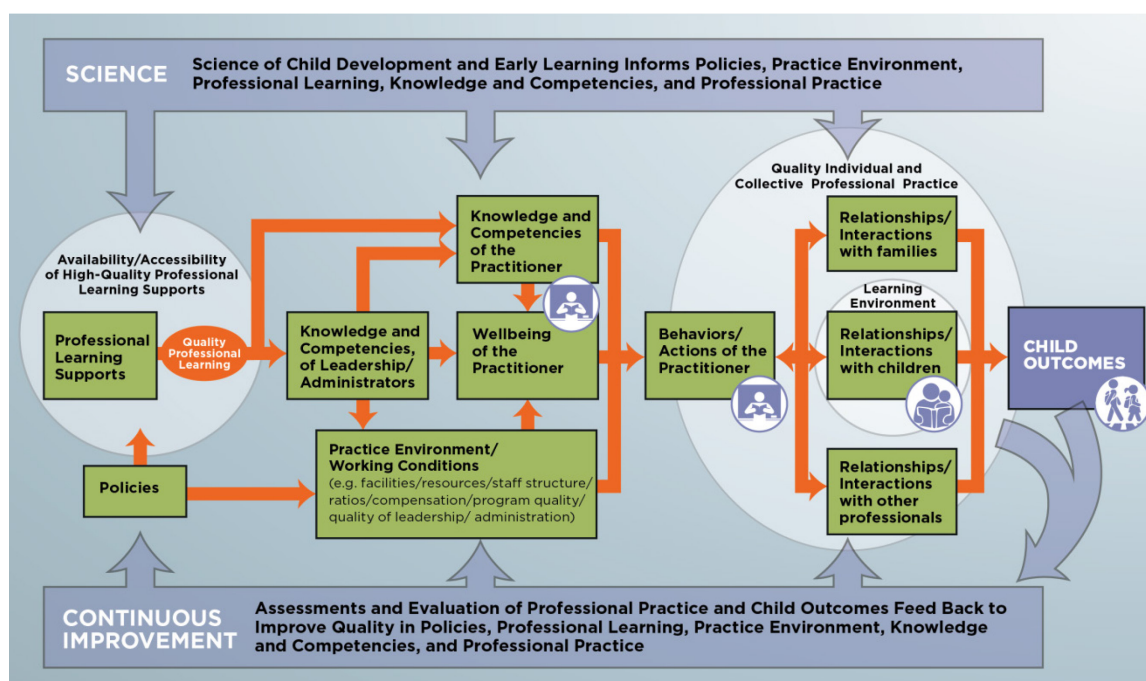 SCIENCE
Science of Child Development and Early Learning Informs Policies, Practice Environment,
Professional Learning, Knowledge and Competencies, and Professional Practice
Availability/Accessibility
of High-Quality Professional
Learning Supports
Professional
Learning
Supports
Quality
Professional
Learning
Policies
Knowledge and
Competencies,
of Leadership/
Administrators
Knowledge and
Competencies
of the
Practitioner
Wellbeing
of the
Practitioner
Practice Environment/
Working Conditions
(e.g. facilities/resources/staff structure/
ratios/compensation/program quality/
quality of leadership/ administration)
Behaviors/
Actions of the
Practitioner
Quality Individual and
Collective Professional Practice
Relationships/
Interactions
with families
Learning
Environment
Relationships/
Interactions
with children
Relationships/
Interactions
with other
professionals
CHILD
OUTCOMES
CONTINUOUS
IMPROVEMENT
Assessments and Evaluation of Professional Practice and Child Outcomes Feed Back to
Improve Quality in Policies, Professional Learning, Practice Environment, Knowledge
and Competencies, and Professional Practice